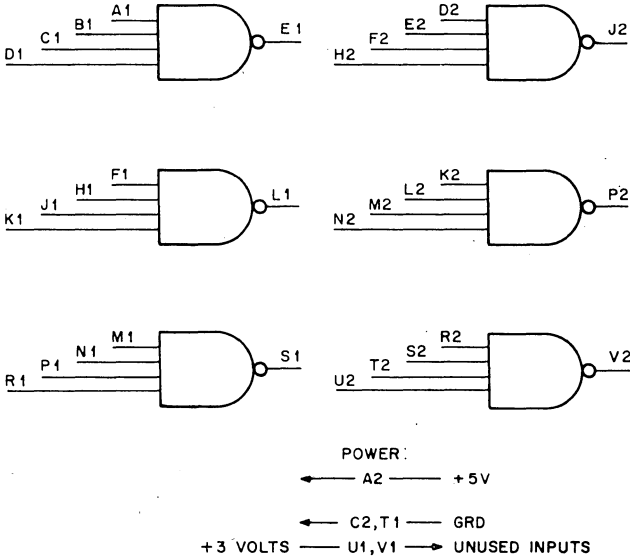 A1
B1
E1
C1
D1
D2
E2
J2
F2
H2
F1
H1
L1
J1
K1
K2
L2
P2
M2
N2
M1
N1
S1
P1
R1
R2
S2
V2
T2
U2
POWER:
A2 +5V
C2,T1 GRD
+3 VOLTS U1,V1 UNUSED INPUTS